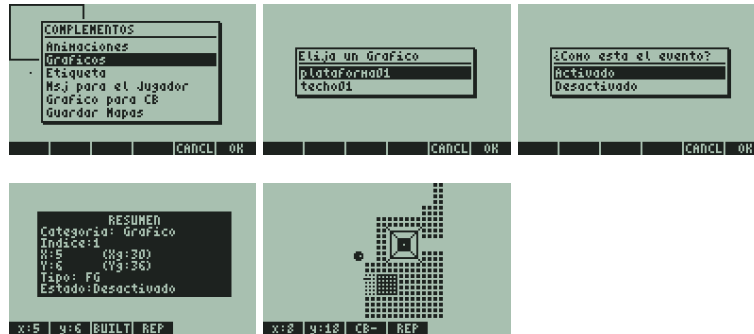 COMPLEMENTOS
Animaciones
Graficos
Etiqueta
Msj para el Jugador
Grafico para CB
Guardar Mapas
CANCL OK
Elija un Grafico
plataforma01
techo01
CANCL OK
¿Como esta el evento?
Activado
Desactivado
CANCL OK
RESUMEN
Categoria: Grafico
Indice:1
X:5 (Xg:30)
Y:6 (Yg:36)
Tipo: FG
Estado:Desactivado
x:5 y:6 BUILT REP
x:8 y:18 CB- REP